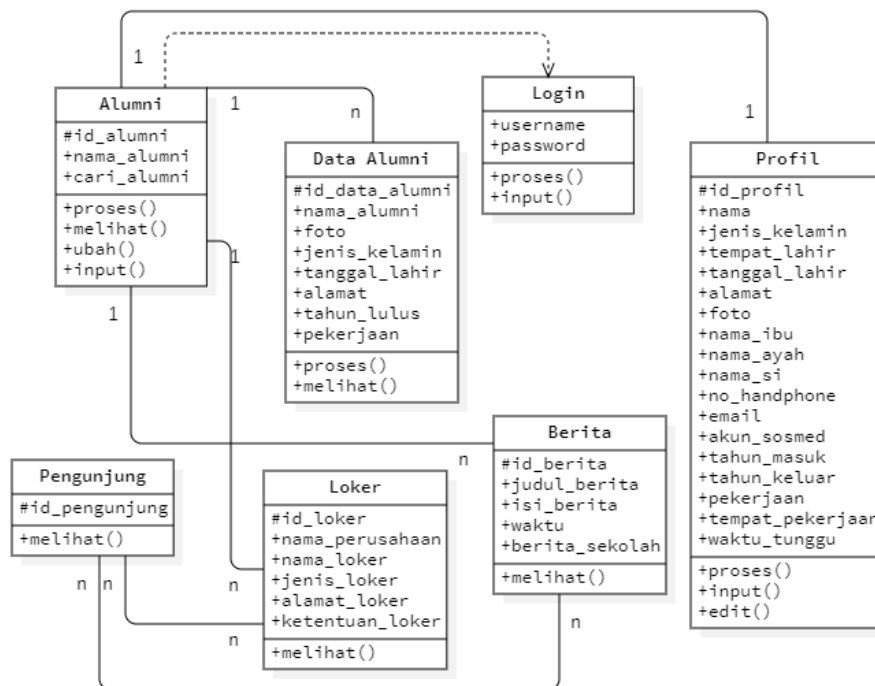 1
1
n
1
1
1
n
n
n
n
n
n
Alumni
#id_alumni
+nama_alumni
+cari_alumni
+proses()
+melihat()
+ubah()
+input()
Login
+username
+password
+proses()
+input()
Data Alumni
#id_data_alumni
+nama_alumni
+foto
+jenis_kelamin
+tanggal_lahir
+alamat
+tahun_lulus
+pekerjaan
+proses()
+melihat()
Profil
#id_profil
+nama
+jenis_kelamin
+tempat_lahir
+tanggal_lahir
+alamat
+foto
+nama_ibu
+nama_ayah
+nama_si
+no_handphone
+email
+akun_sosmed
+tahun_masuk
+tahun_keluar
+pekerjaan
+tempat_pekerjaan
+waktu_tunggu
+proses()
+input()
+edit()
Pengunjung
#id_pengunjung
+melihat()
Loker
#id_loker
+nama_perusahaan
+nama_loker
+jenis_loker
+alamat_loker
+ketentuan_loker
+melihat()
Berita
#id_berita
+judul_berita
+isi_berita
+waktu
+berita_sekolah
+melihat()